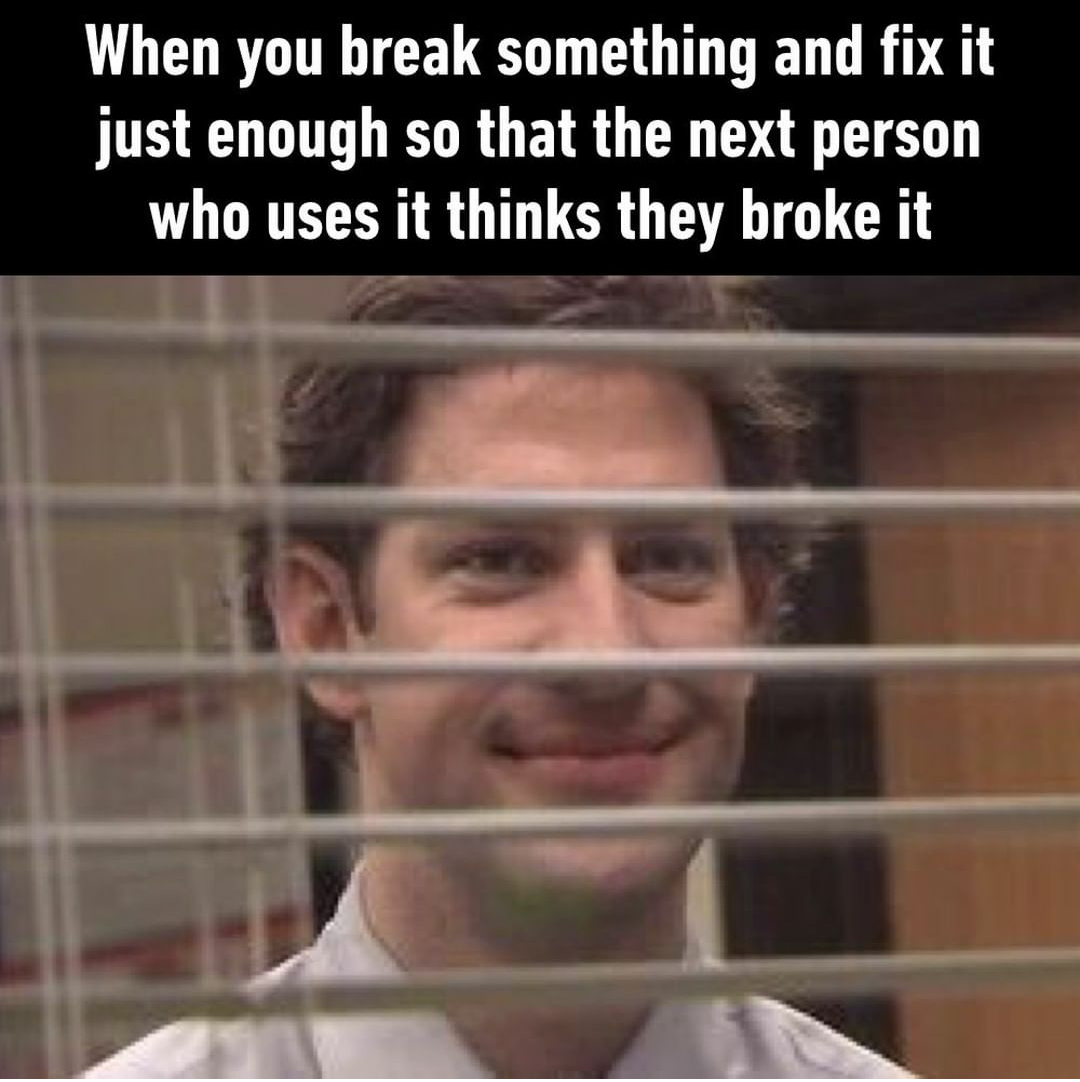 When you break something and fix it
just enough so that the next person
who uses it thinks they broke it